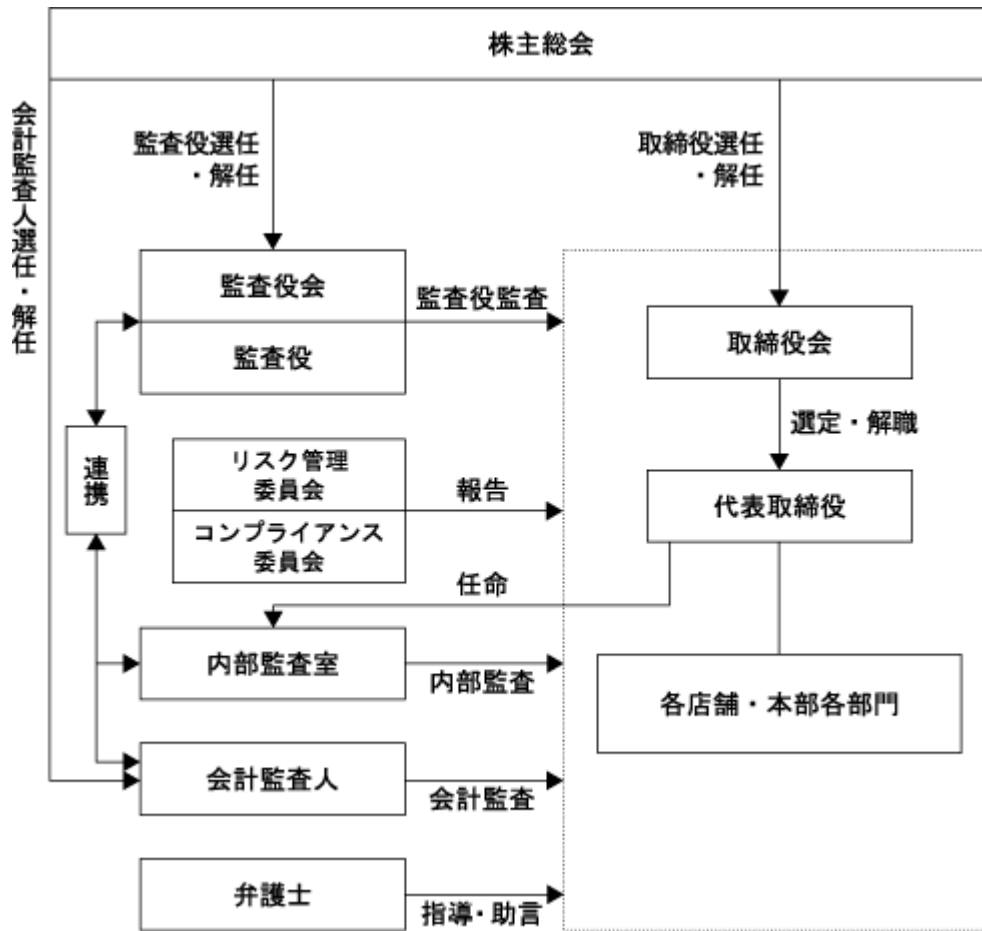 株主総会
会計監査人選任・解任
監査役選任
・解任
取締役選任
・解任
監査役会
監査役監査
監査役
取締役会
選定・解職
連携
リスク管理
委員会
報告
コンプライアンス
委員会
代表取締役
任命
内部監査室
内部監査
各店舗・本部各部門
会計監査人
会計監査
弁護士
指導・助言